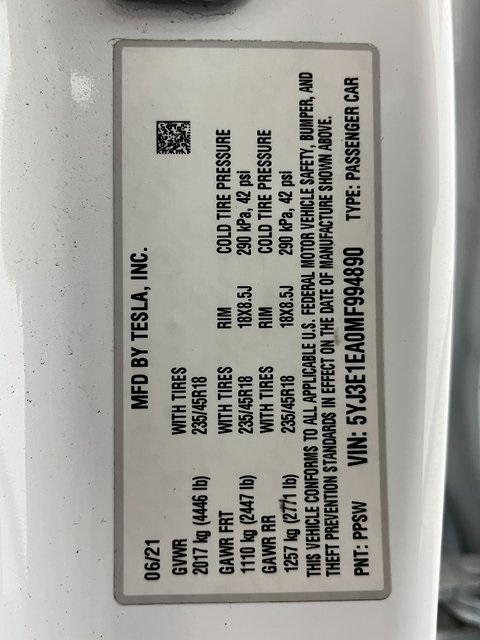 MFD BY TESLA, INC.
06/21
GVWR WITH TIRES
2017 kg (4446 lb) 235/45R18
GAWR FRT WITH TIRES RIM COLD TIRE PRESSURE
1110 kg (2447 lb) 235/45R18 18X8.5J 290 kPa, 42 psi
GAWR RR WITH TIRES RIM COLD TIRE PRESSURE
1257 kg (2771 lb) 235/45R18 18X8.5J 290 kPa, 42 psi
THIS VEHICLE CONFORMS TO ALL APPLICABLE U.S. FEDERAL MOTOR VEHICLE SAFETY, BUMPER, AND
THEFT PREVENTION STANDARDS IN EFFECT ON THE DATE OF MANUFACTURE SHOWN ABOVE.
PNT: PPSW VIN: 5YJ3E1EA0MF994890 TYPE: PASSENGER CAR